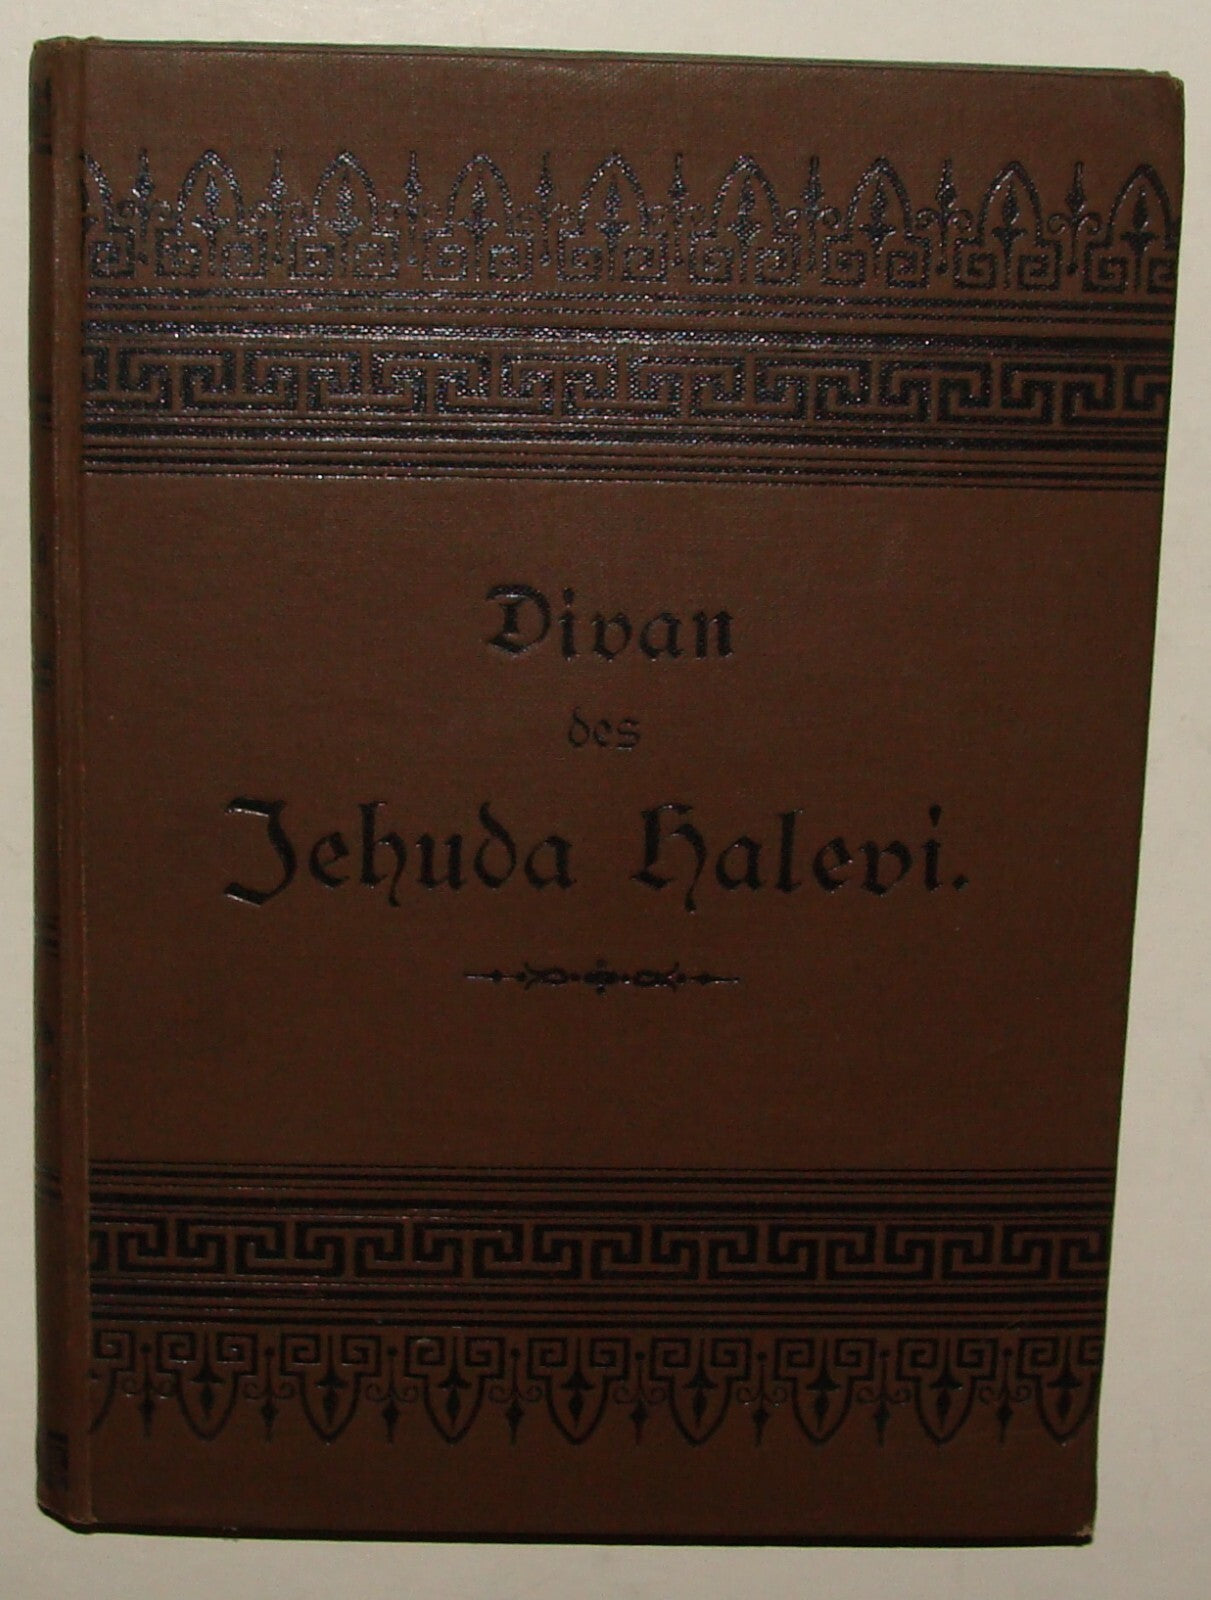 Divan
des
Jehuda Halevi.